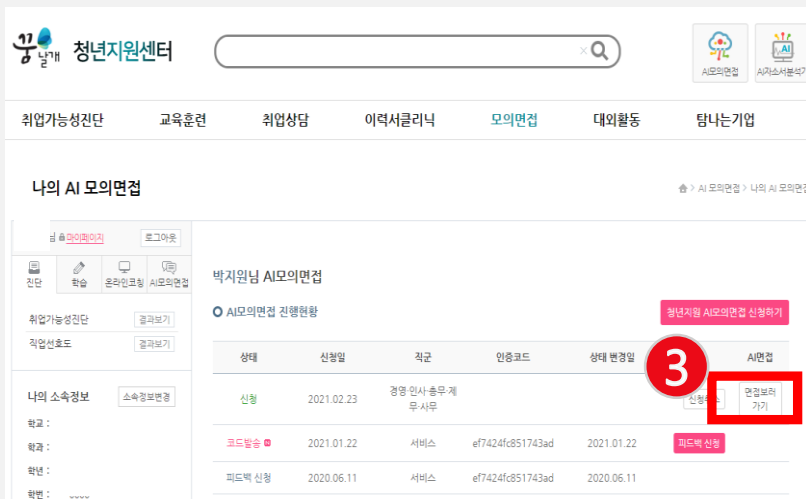 꿈날개 청년지원센터
AI모의면접 AI자소서분석기
취업가능성진단 교육훈련 취업상담 이력서클리닉 모의면접 대외활동 탐나는기업
나의 AI 모의면접
> AI 모의면접 > 나의 AI 모의면접
님 마이페이지 로그아웃
진단 학습 온라인코칭 AI모의면접
박지원님 AI모의면접
AI모의면접 진행현황
청년지원 AI모의면접 신청하기
취업가능성진단 결과보기
직업선호도 결과보기
상태 신청일 직군 인증코드 상태 변경일 AI면접
3
신청 2021.02.23 경영·인사·총무·재무·사무 신청취소 면접보러 가기
코드발송 2021.01.22 서비스 ef7424fc851743ad 2021.01.22 피드백 신청
피드백 신청 2020.06.11 서비스 ef7424fc851743ad 2020.06.11
나의 소속정보 소속정보변경
학교 :
학과 :
학년 :
학번 :